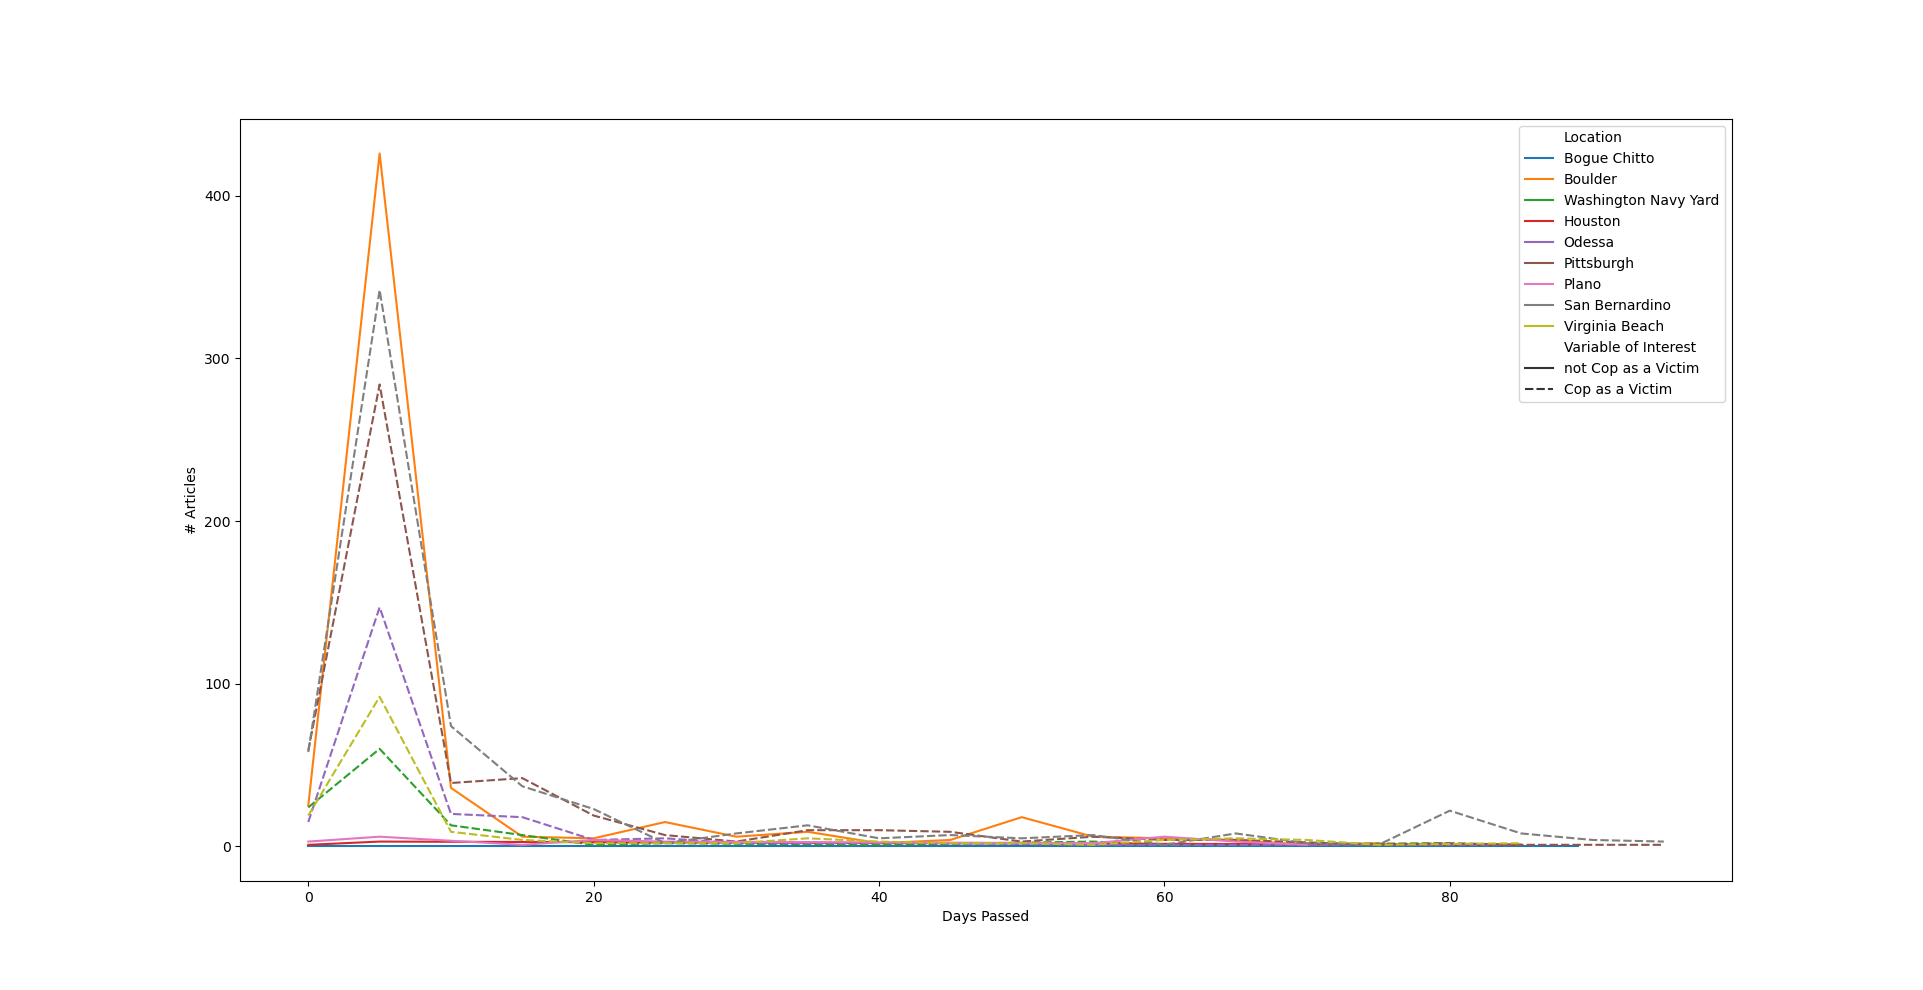 Location
Bogue Chitto
Boulder
Washington Navy Yard
Houston
Odessa
Pittsburgh
Plano
San Bernardino
Virginia Beach
Variable of Interest
not Cop as a Victim
Cop as a Victim
400
300
200
100
0
# Articles
0 20 40 60 80
Days Passed